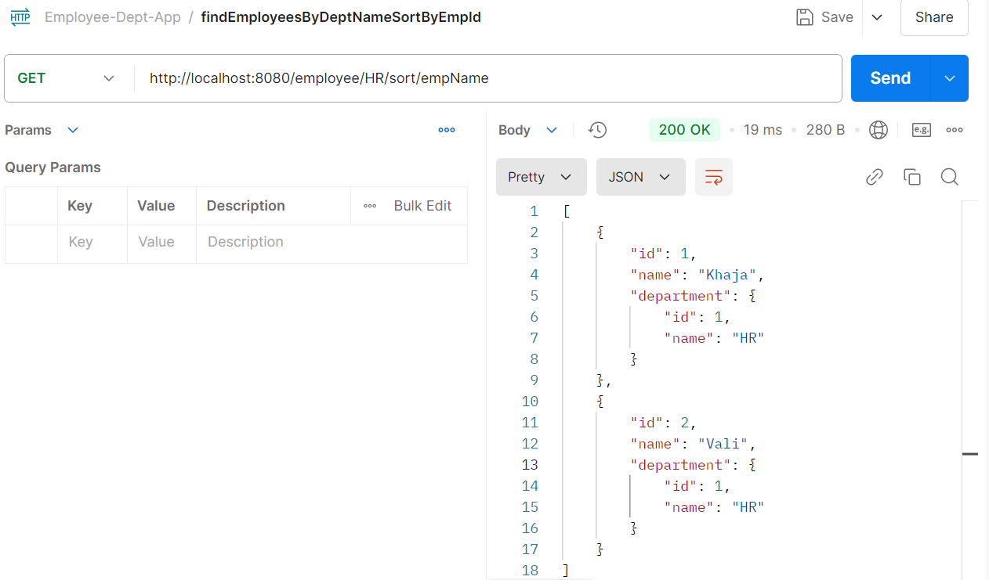 HTTP Employee-Dept-App / findEmployeesByDeptNameSortByEmpId Save Share
GET http://localhost:8080/employee/HR/sort/empName Send
Params
Query Params
Key Value Description Bulk Edit
Key Value Description
Body 200 OK 19 ms 280 B e.g.
Pretty JSON
1 [
2 {
3 "id": 1,
4 "name": "Khaja",
5 "department": {
6 "id": 1,
7 "name": "HR"
8 }
9 },
10 {
11 "id": 2,
12 "name": "Vali",
13 "department": {
14 "id": 1,
15 "name": "HR"
16 }
17 }
18 ]